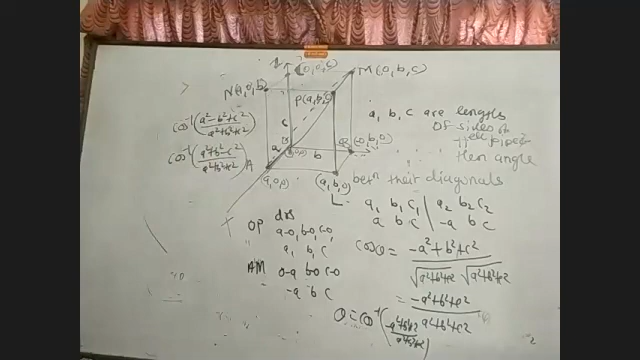 (0,0,c)
M(0,b,c)
N(a,0,b)
P(a,b,c)
c
cos⁻¹((a²-b²+c²)/(a²+b²+c²))
cos⁻¹((a²+b²-c²)/(a²+b²+c²)) A
a
b
(0,b,0)
(a,0,0)
(a,b,0)
L
a, b, c are lengths
of sides of
then angle
betⁿ their diagonals
a₁ b₁ c₁ | a₂ b₂ c₂
a b c | -a b c
OP drs
a-0, b-0, c-0,
a, b, c
AM 0-a b-0 c-0
-a b c
cosθ = (-a²+b²+c²)/(√(a²+b²+c²) √(a²+b²+c²))
= (-a²+b²+c²)/(a²+b²+c²)
θ = cos⁻¹((-a²+b²+c²)/(a²+b²+c²))